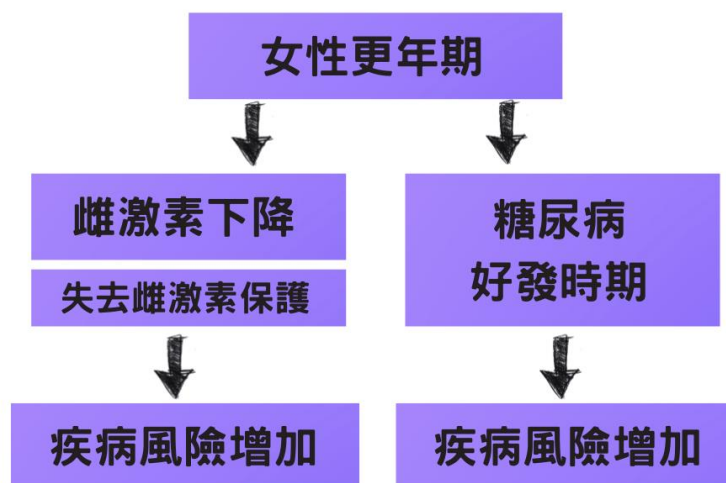 女性更年期
雌激素下降
失去雌激素保護
糖尿病
好發時期
疾病風險增加
疾病風險增加